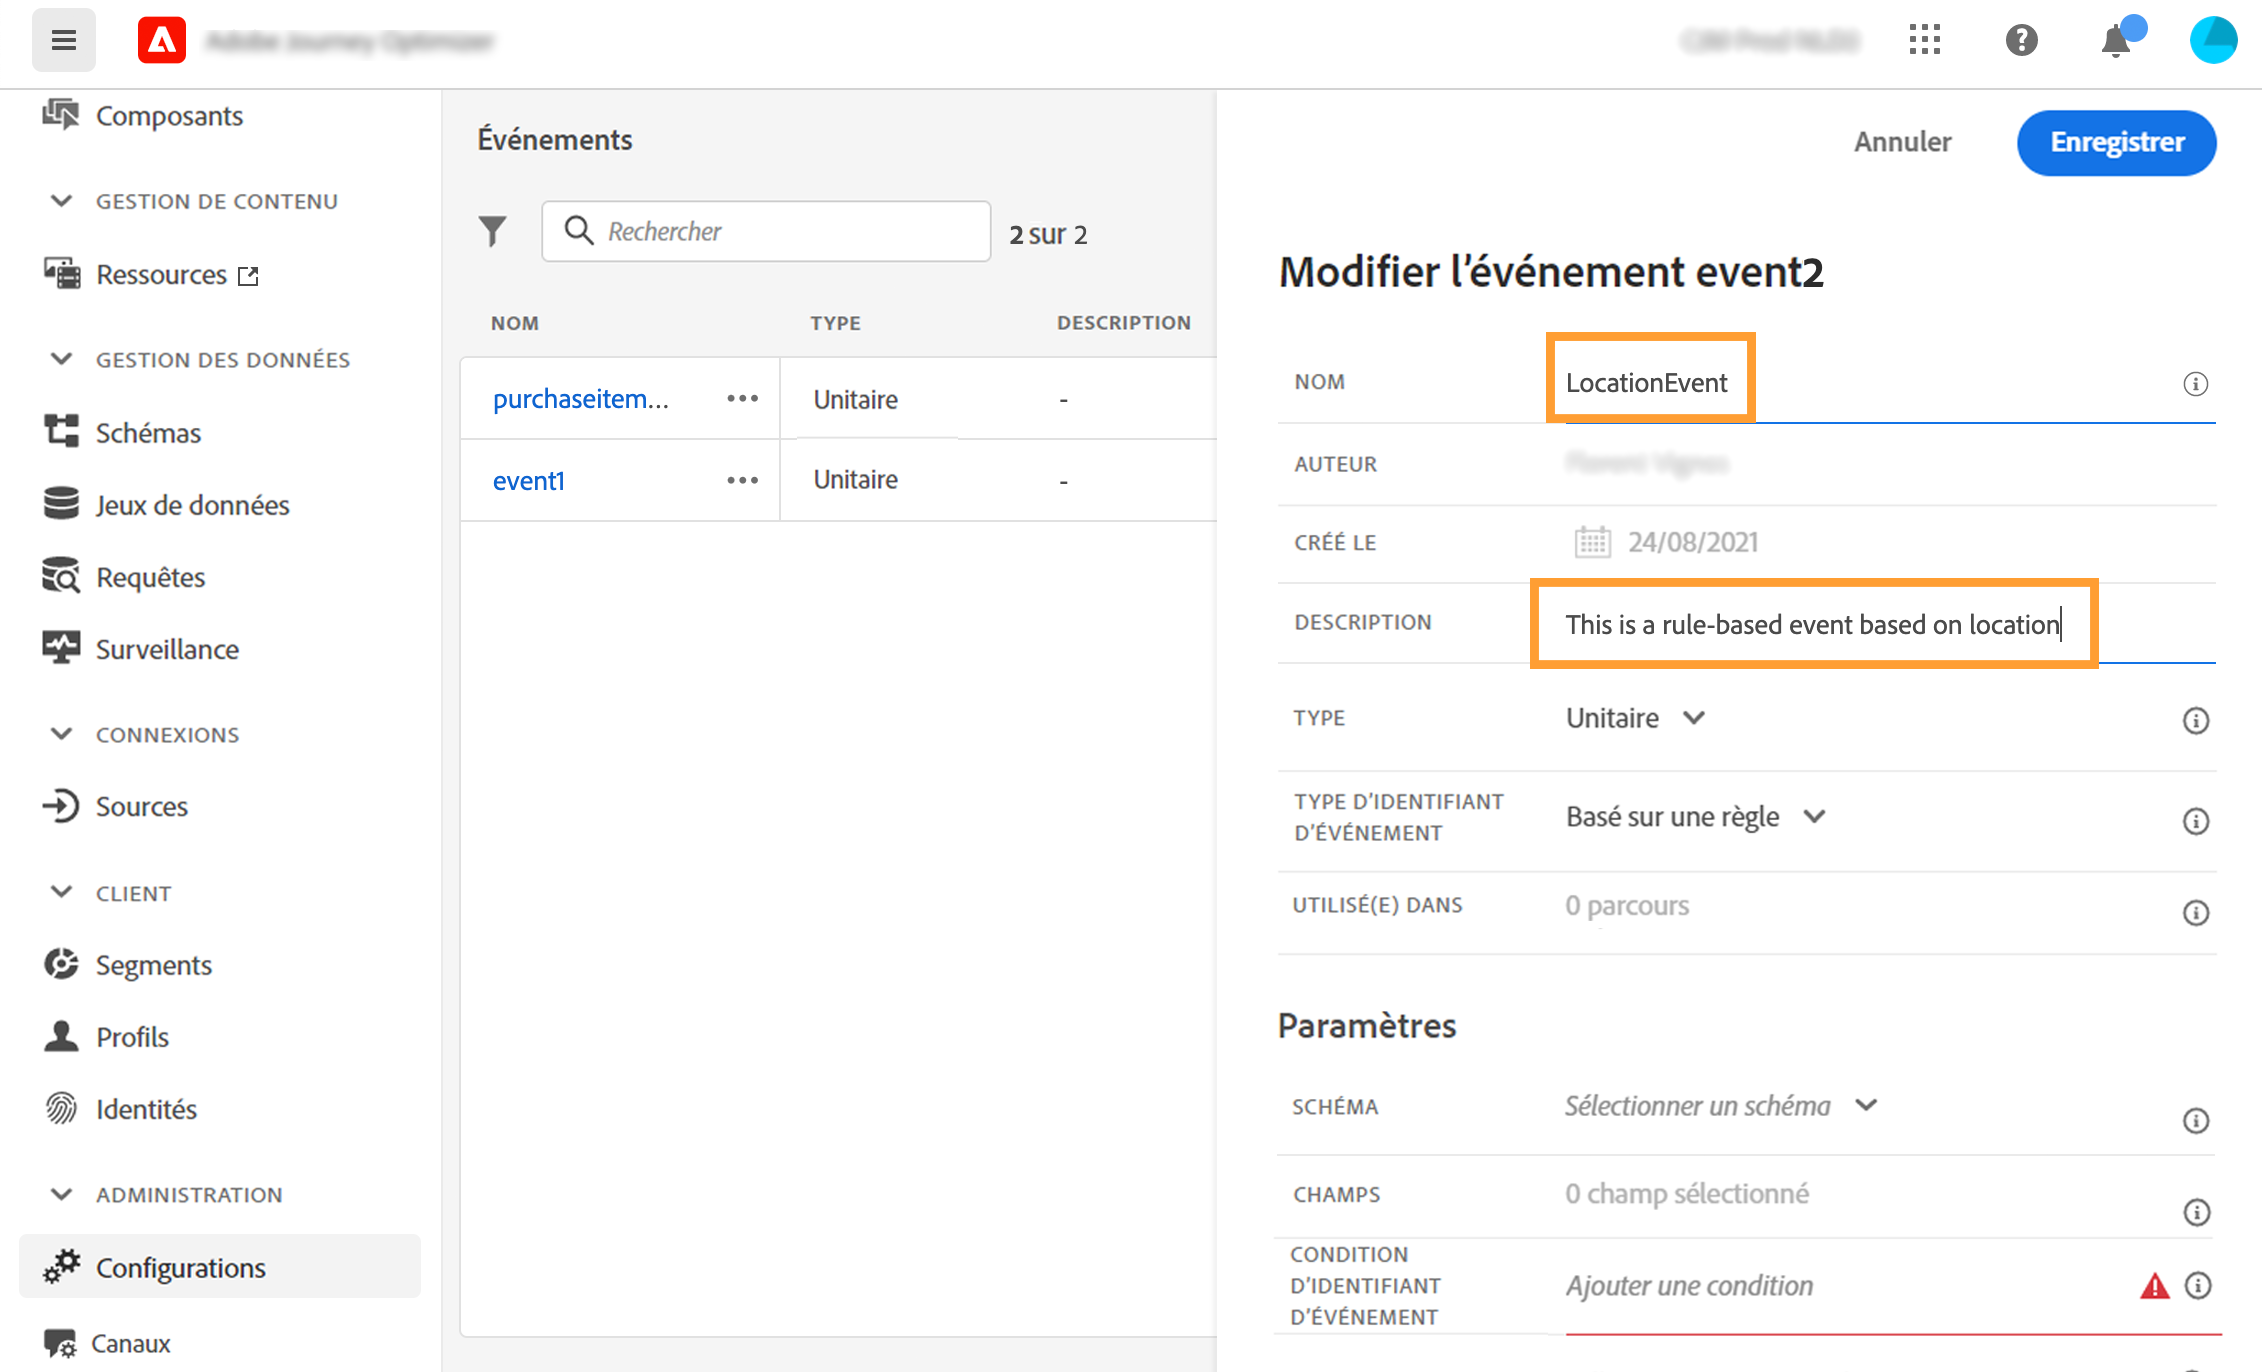 Composants
GESTION DE CONTENU
Ressources
GESTION DES DONNÉES
Schémas
Jeux de données
Requêtes
Surveillance
CONNEXIONS
Sources
CLIENT
Segments
Profils
Identités
ADMINISTRATION
Configurations
Canaux
Événements
Rechercher
2 sur 2
NOM TYPE DESCRIPTION
purchaseitem... ••• Unitaire -
event1 ••• Unitaire -
Annuler Enregistrer
Modifier l’événement event2
NOM LocationEvent
AUTEUR
CRÉÉ LE 24/08/2021
DESCRIPTION This is a rule-based event based on location
TYPE Unitaire
TYPE D’IDENTIFIANT
D’ÉVÉNEMENT Basé sur une règle
UTILISÉ(E) DANS 0 parcours
Paramètres
SCHÉMA Sélectionner un schéma
CHAMPS 0 champ sélectionné
CONDITION
D’IDENTIFIANT Ajouter une condition
D’ÉVÉNEMENT